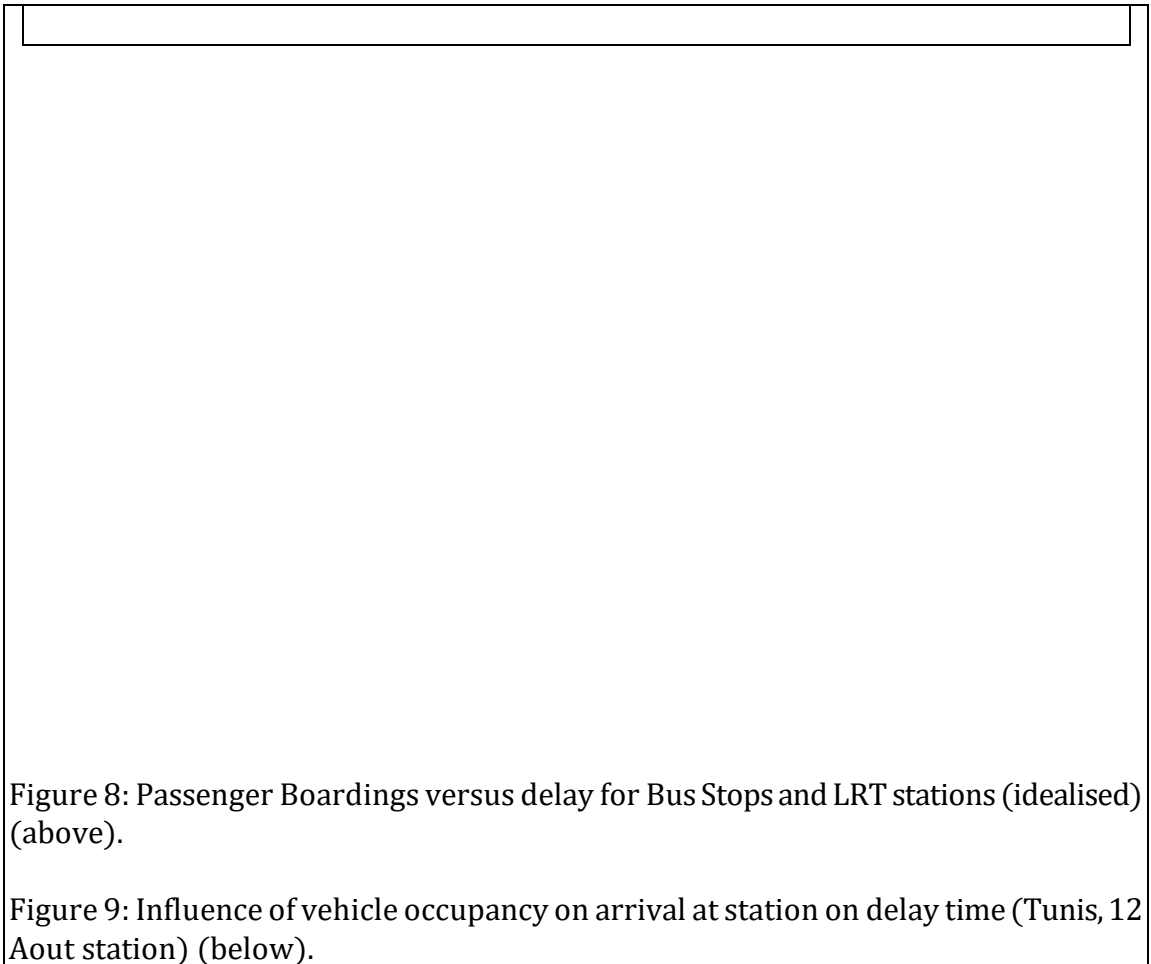 Figure 8: Passenger Boardings versus delay for Bus Stops and LRT stations (idealised)
(above).
Figure 9: Influence of vehicle occupancy on arrival at station on delay time (Tunis, 12
Aout station) (below).